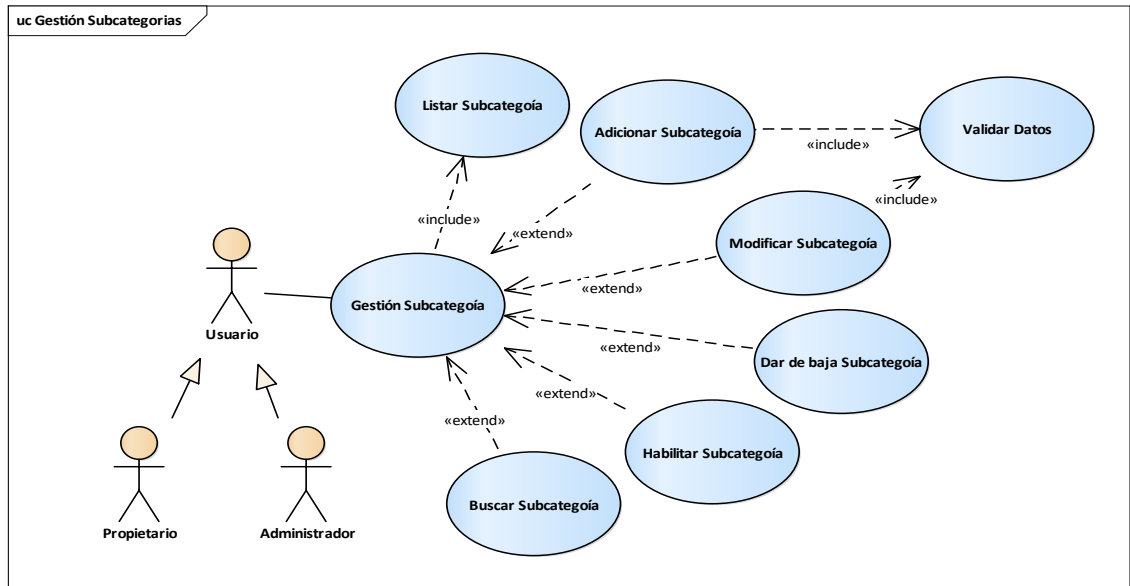 uc Gestión Subcategorias
Listar Subcategoía
Adicionar Subcategoía
Validar Datos
«include»
«include»
«include»
«extend»
Modificar Subcategoía
«extend»
Gestión Subcategoía
Usuario
«extend»
Dar de baja Subcategoía
«extend»
«extend»
Habilitar Subcategoía
Buscar Subcategoía
Propietario
Administrador